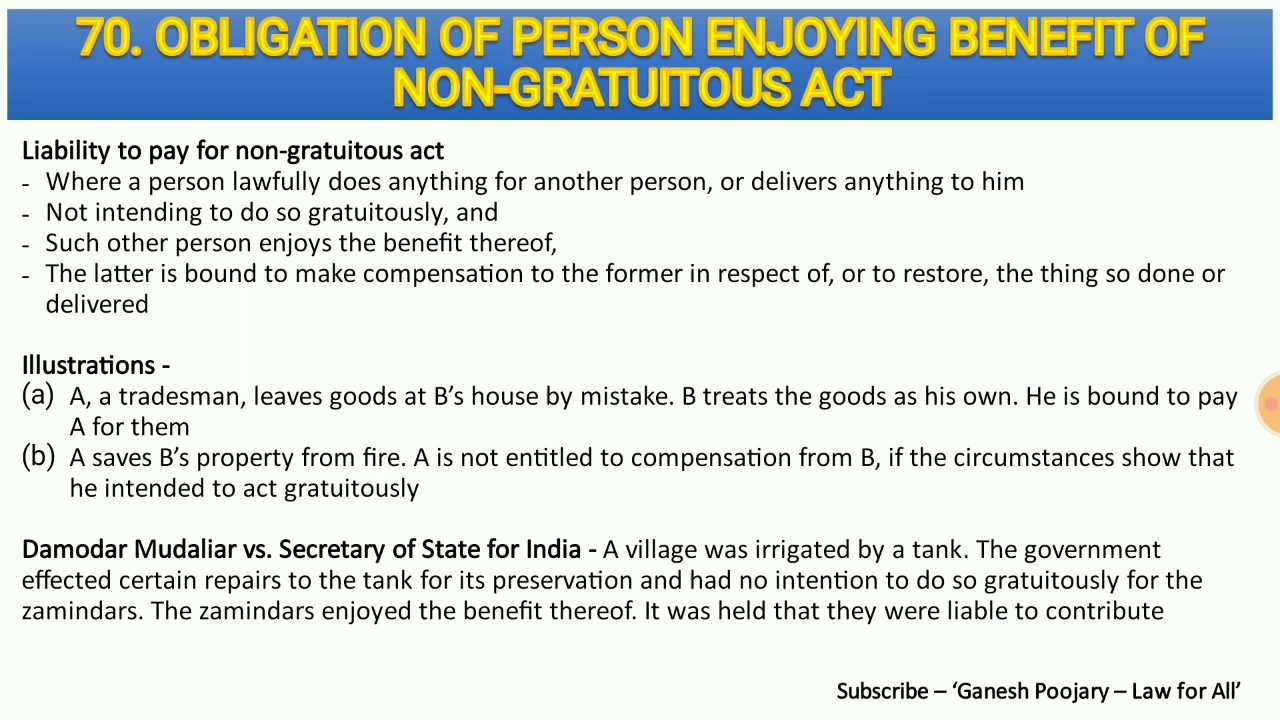 70. OBLIGATION OF PERSON ENJOYING BENEFIT OF
NON-GRATUITOUS ACT
Liability to pay for non-gratuitous act
- Where a person lawfully does anything for another person, or delivers anything to him
- Not intending to do so gratuitously, and
- Such other person enjoys the benefit thereof,
- The latter is bound to make compensation to the former in respect of, or to restore, the thing so done or
delivered
Illustrations -
(a) A, a tradesman, leaves goods at B’s house by mistake. B treats the goods as his own. He is bound to pay
A for them
(b) A saves B’s property from fire. A is not entitled to compensation from B, if the circumstances show that
he intended to act gratuitously
Damodar Mudaliar vs. Secretary of State for India - A village was irrigated by a tank. The government
effected certain repairs to the tank for its preservation and had no intention to do so gratuitously for the
zamindars. The zamindars enjoyed the benefit thereof. It was held that they were liable to contribute
Subscribe – ‘Ganesh Poojary – Law for All’